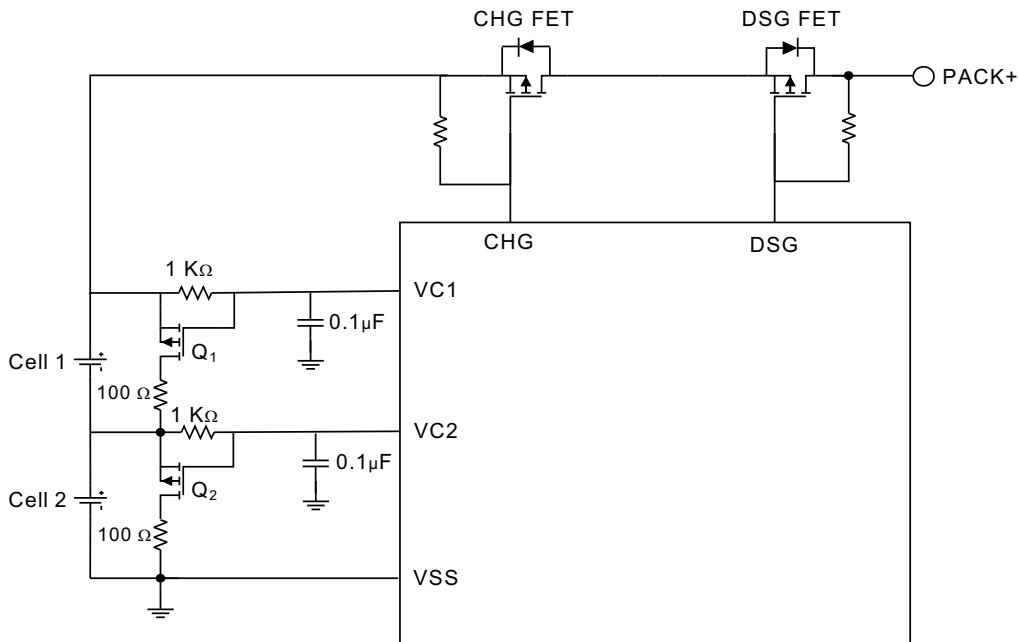 CHG FET
DSG FET
PACK+
CHG
DSG
1 KΩ
VC1
0.1µF
Q1
Cell 1
100 Ω
1 KΩ
VC2
0.1µF
Q2
Cell 2
100 Ω
VSS